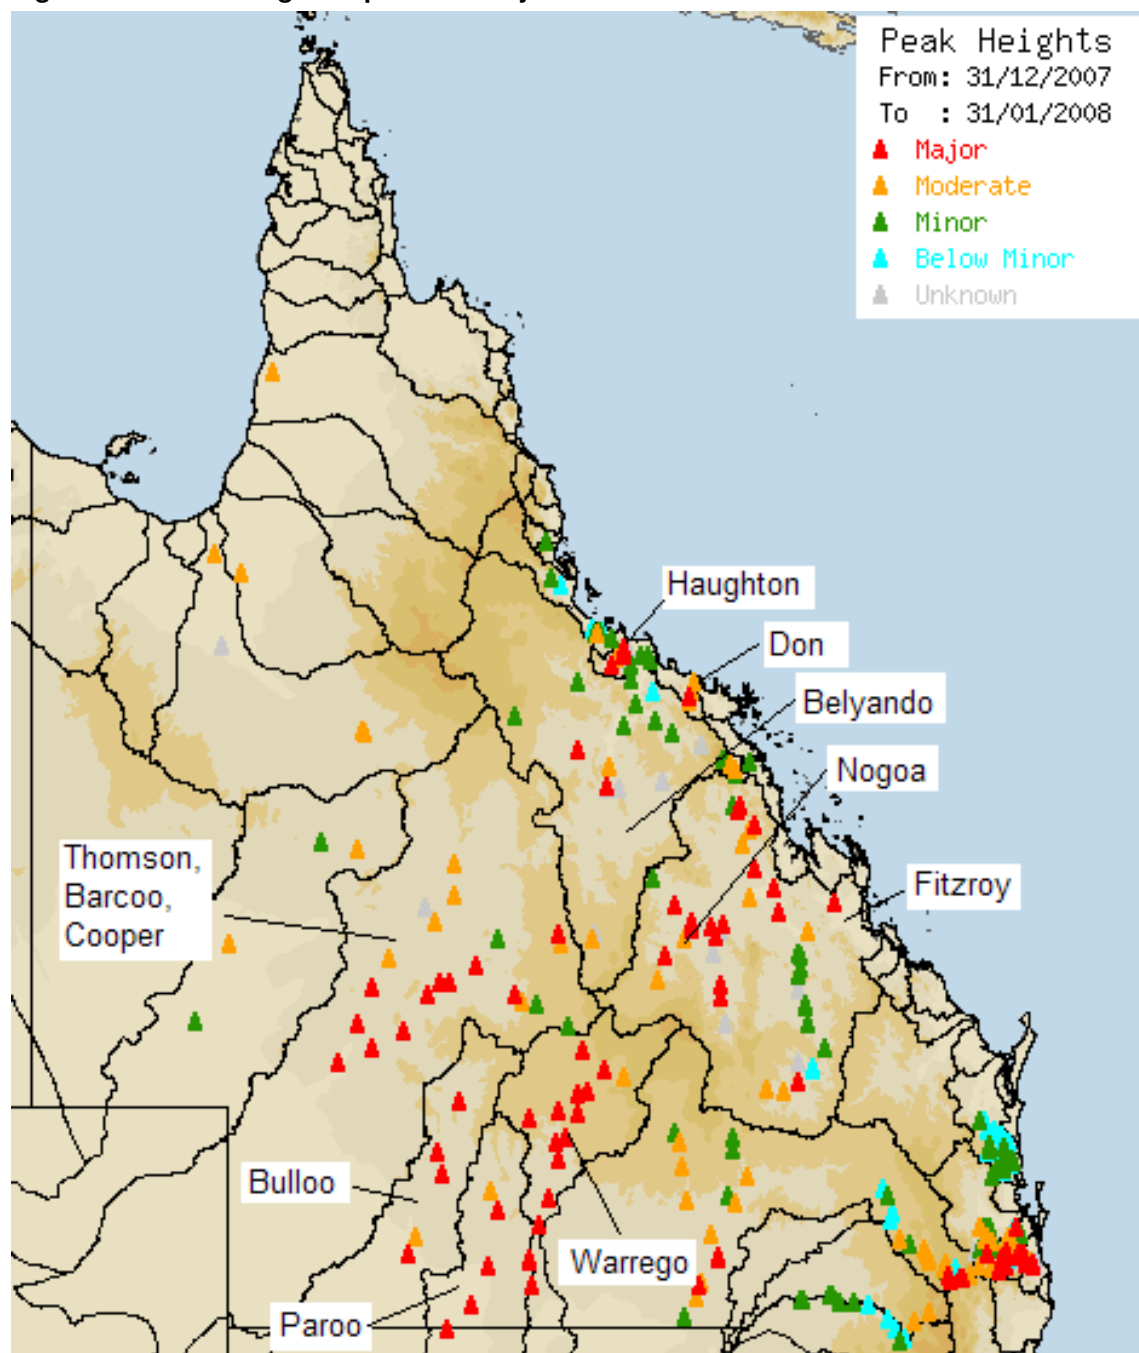 Peak Heights
From: 31/12/2007
To : 31/01/2008
Major
Moderate
Minor
Below Minor
Unknown
Haughton
Don
Belyando
Nogoa
Thomson,
Barcoo,
Cooper
Fitzroy
Bulloo
Warrego
Paroo